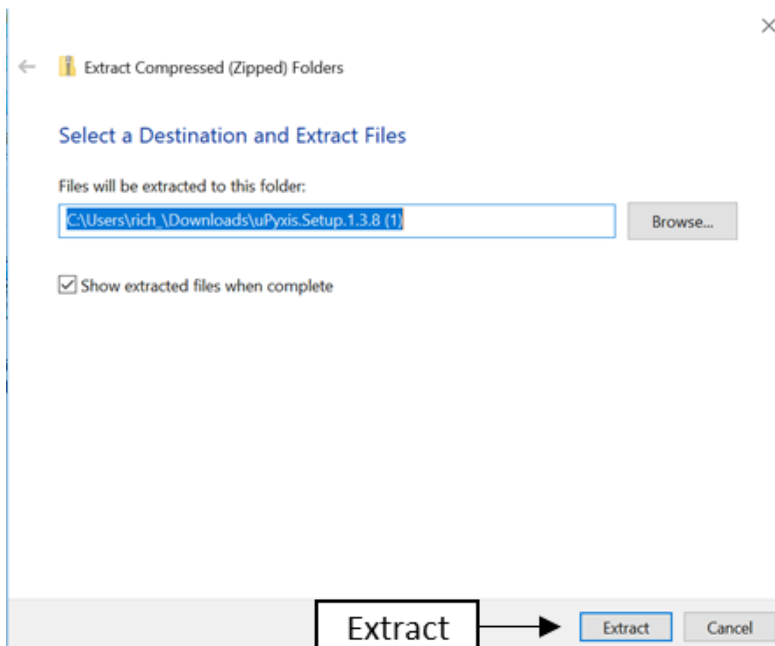 Extract Compressed (Zipped) Folders
Select a Destination and Extract Files
Files will be extracted to this folder:
C:\Users\rich_\Downloads\uPyxis.Setup.1.3.8 (1)
Browse...
Show extracted files when complete
Extract
Extract
Cancel